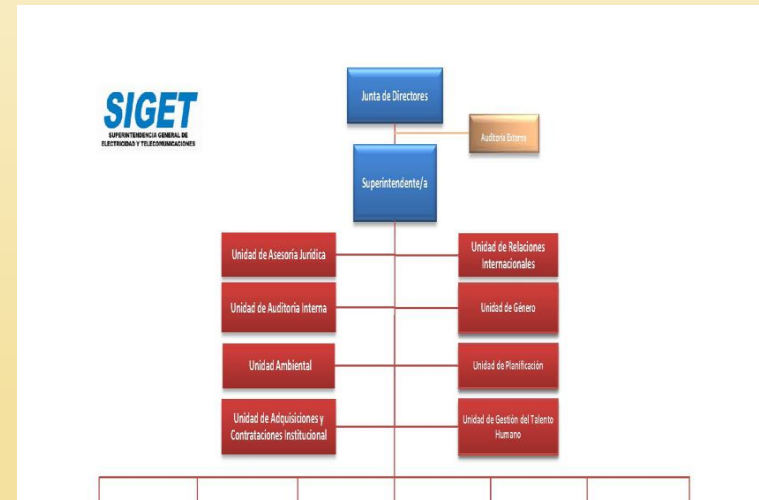 Junta de Directores
SIGET
SUPERINTENDENCIA GENERAL DE
ELECTRICIDAD Y TELECOMUNICACIONES
Auditoría Externa
Superintendente/a
Unidad de Asesoría Jurídica
Unidad de Relaciones
Internacionales
Unidad de Auditoria Interna
Unidad de Género
Unidad Ambiental
Unidad de Planificación
Unidad de Adquisiciones y
Contrataciones Institucional
Unidad de Gestión del Talento
Humano